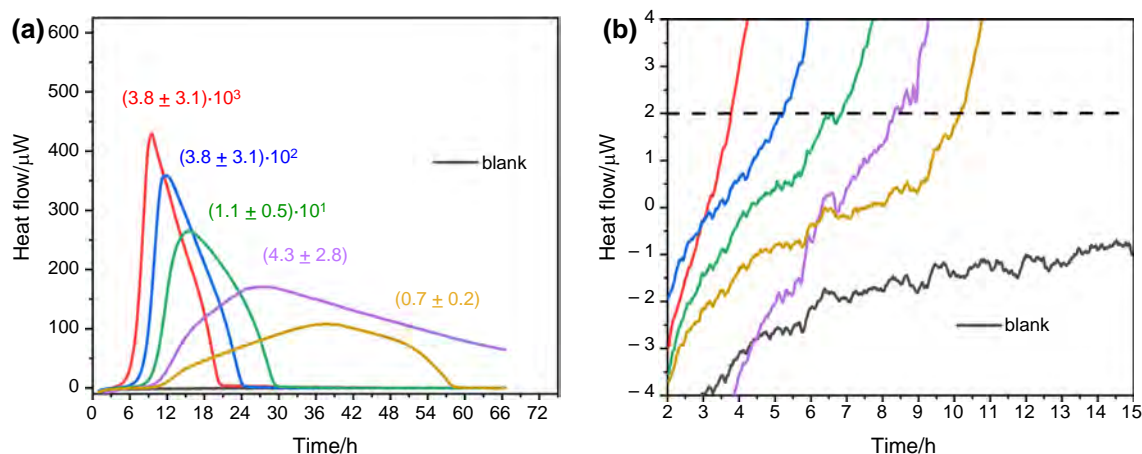 (a)
600
500
400
300
200
100
0
Heat flow/μW
(3.8 ± 3.1)·10³
(3.8 ± 3.1)·10²
(1.1 ± 0.5)·10¹
(4.3 ± 2.8)
(0.7 ± 0.2)
blank
0 6 12 18 24 30 36 42 48 54 60 66 72
Time/h
(b)
4
3
2
2
1
0
– 1
– 2
– 3
– 4
Heat flow/μW
blank
2 3 4 5 6 7 8 9 10 11 12 13 14 15
Time/h